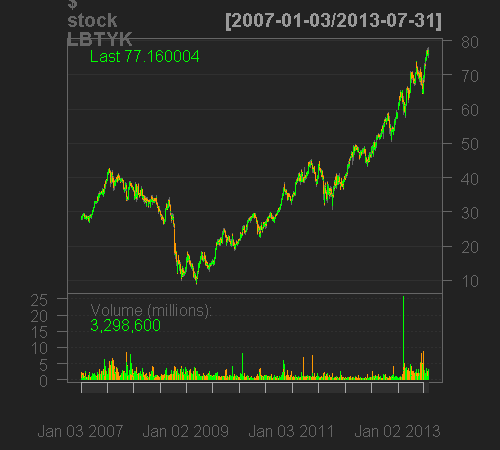 $
stock
LBTYK
[2007-01-03/2013-07-31]
Last 77.160004
80
70
60
50
40
30
20
10
25
20
15
10
5
0
Volume (millions):
3,298,600
Jan 03 2007
Jan 02 2009
Jan 03 2011
Jan 02 2013